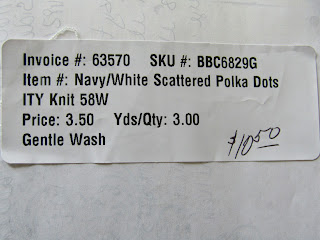 Invoice #: 63570 SKU #: BBC6829G
Item #: Navy/White Scattered Polka Dots
ITY Knit 58W
Price: 3.50 Yds/Qty: 3.00
Gentle Wash
$10.50